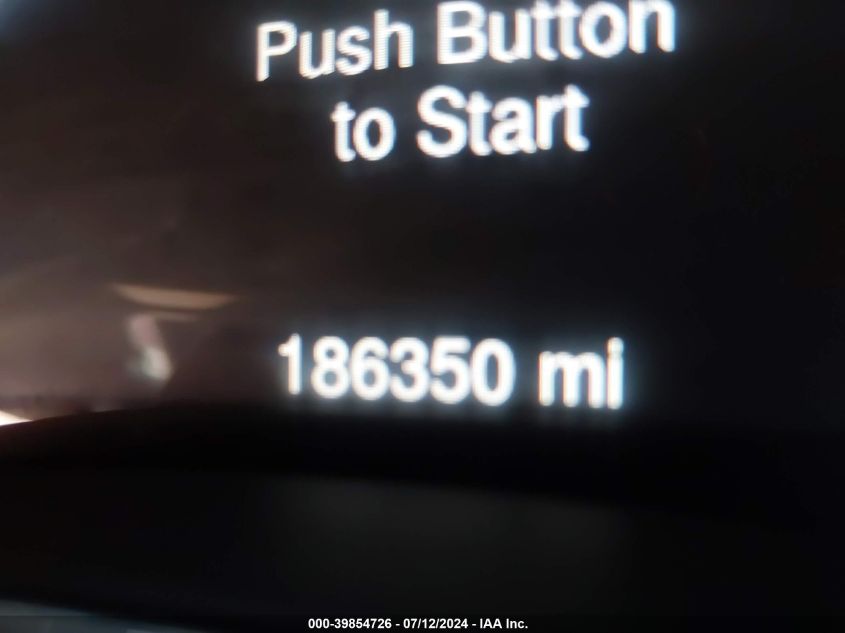 Push Button
to Start
186350 mi
000-39854726 - 07/12/2024 - IAA Inc.